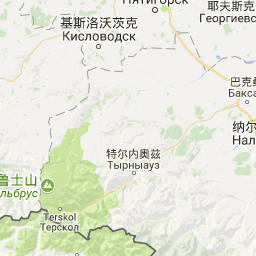 Пятигорск
基斯洛沃茨克
Кисловодск
耶夫斯克
Георгиевс
巴克桑
Бакса
纳尔
Нал
特尔内奥兹
Тырныауз
鲁士山
льбрус
Terskol
Терскол